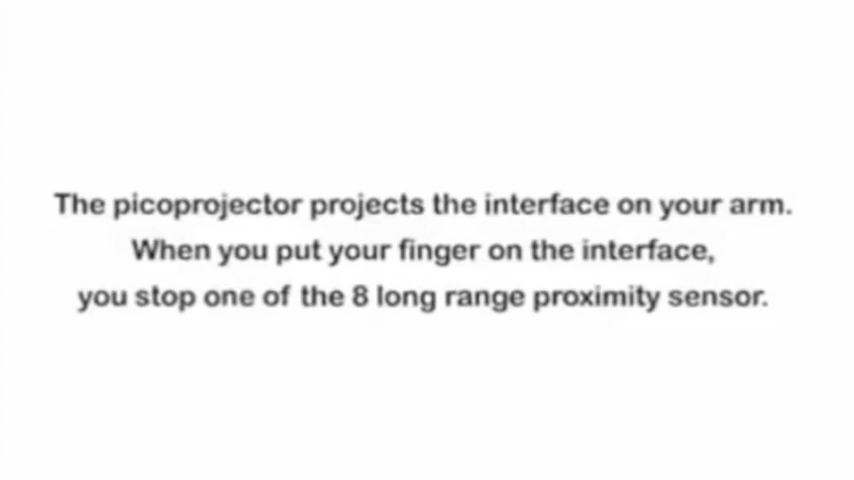 The picoprojector projects the interface on your arm.
When you put your finger on the interface,
you stop one of the 8 long range proximity sensor.